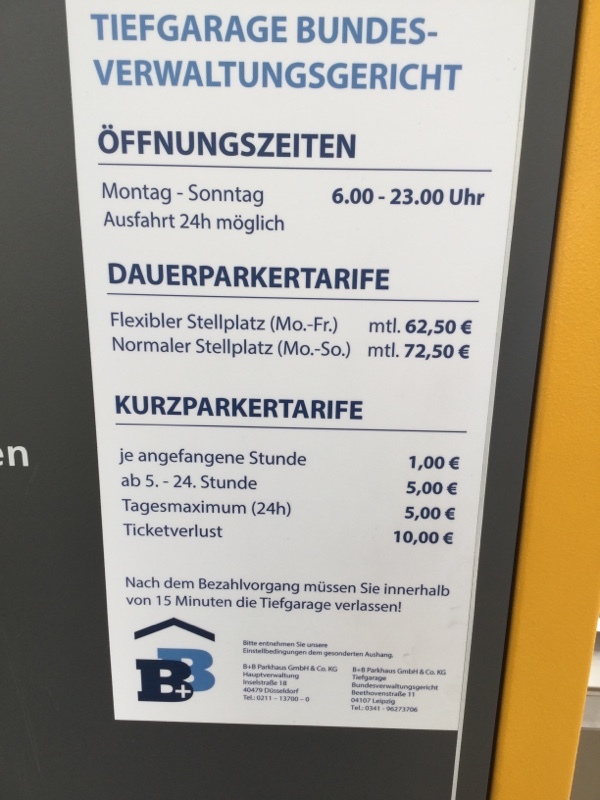 TIEFGARAGE BUNDES-
VERWALTUNGSGERICHT
ÖFFNUNGSZEITEN
Montag - Sonntag 6.00 - 23.00 Uhr
Ausfahrt 24h möglich
DAUERPARKERTARIFE
Flexibler Stellplatz (Mo.-Fr.) mtl. 62,50 €
Normaler Stellplatz (Mo.-So.) mtl. 72,50 €
KURZPARKERTARIFE
en
je angefangene Stunde 1,00 €
ab 5. - 24. Stunde 5,00 €
Tagesmaximum (24h) 5,00 €
Ticketverlust 10,00 €
Nach dem Bezahlvorgang müssen Sie innerhalb
von 15 Minuten die Tiefgarage verlassen!
B+B
Bitte entnehmen Sie unsere
Einstellbedingungen dem gesonderten Aushang.
B+B Parkhaus GmbH & Co. KG
Hauptverwaltung
Inselstraße 18
40479 Düsseldorf
Tel.: 0211 - 13700 - 0
B+B Parkhaus GmbH & Co. KG
Tiefgarage
Bundesverwaltungsgericht
Beethovenstraße 11
04107 Leipzig
Tel.: 0341 - 96273706